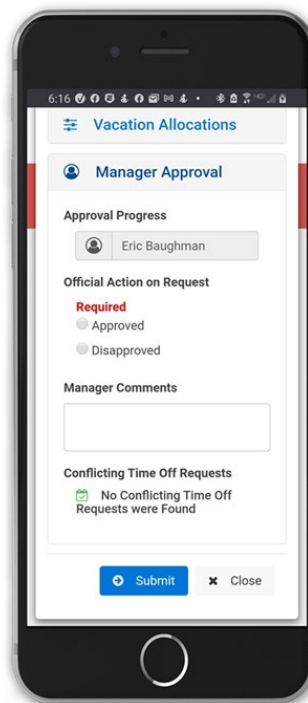 6:16
Vacation Allocations
Manager Approval
Approval Progress
Eric Baughman
Official Action on Request
Required
Approved
Disapproved
Manager Comments
Conflicting Time Off Requests
No Conflicting Time Off
Requests were Found
Submit
Close